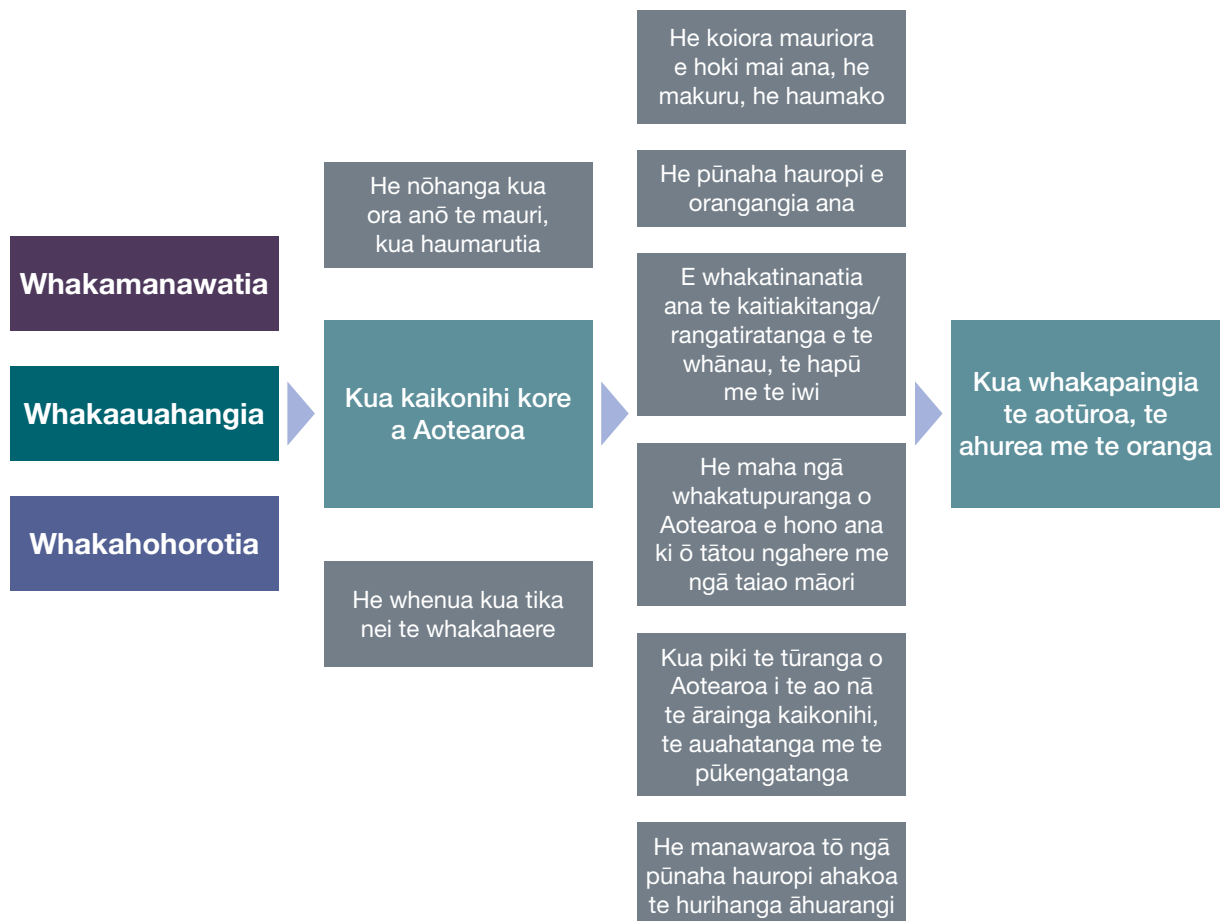 Whakamanawatia
Whakaauahangia
Whakahohorotia
He nōhanga kua
ora anō te mauri,
kua haumarutia
Kua kaikonihi kore
a Aotearoa
He whenua kua tika
nei te whakahaere
He koiora mauriora
e hoki mai ana, he
makuru, he haumako
He pūnaha hauropi e
orangangia ana
E whakatinanatia
ana te kaitiakitanga/
rangatiratanga e te
whānau, te hapū
me te iwi
He maha ngā
whakatupuranga o
Aotearoa e hono ana
ki ō tātou ngahere me
ngā taiao māori
Kua piki te tūranga o
Aotearoa i te ao nā
te ārainga kaikonihi,
te auahatanga me te
pūkengatanga
He manawaroa tō ngā
pūnaha hauropi ahakoa
te hurihanga āhuarangi
Kua whakapaingia
te aotūroa, te
ahurea me te oranga